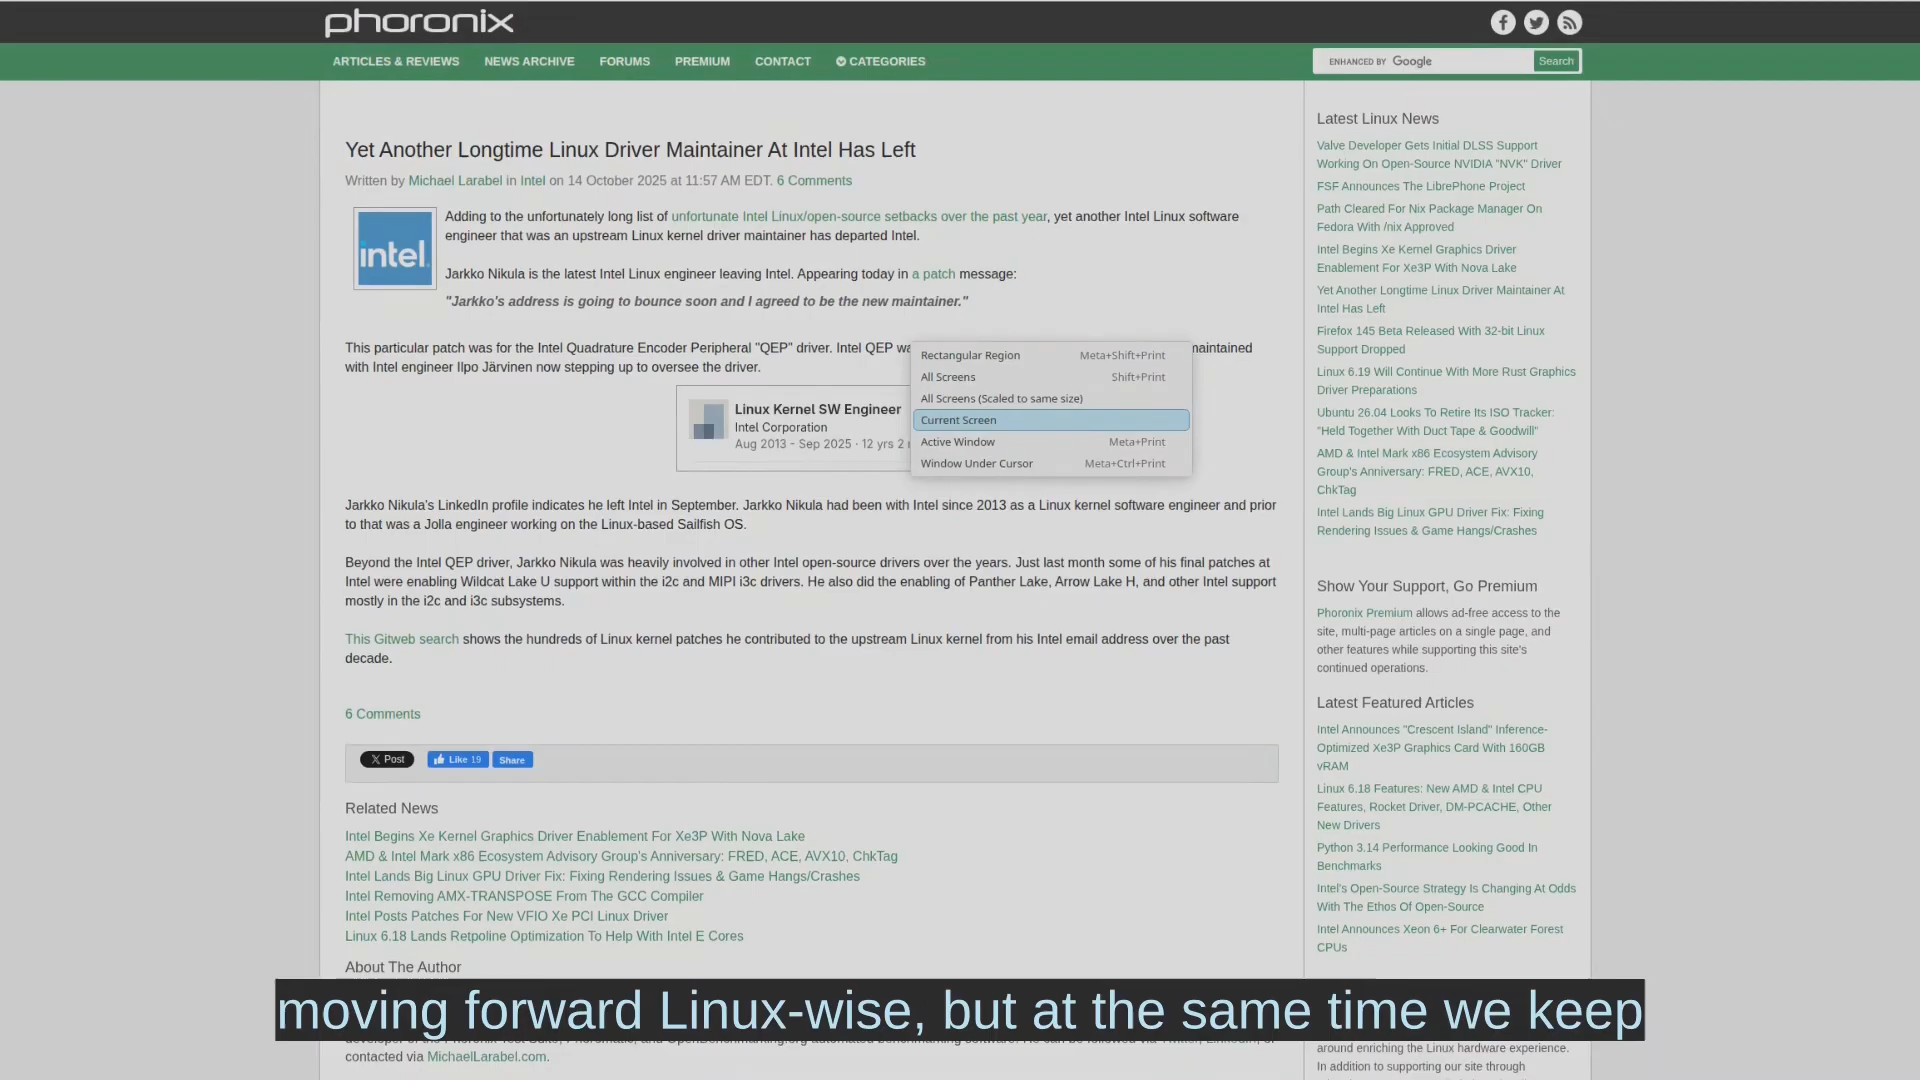 phoronix
ARTICLES & REVIEWS NEWS ARCHIVE FORUMS PREMIUM CONTACT CATEGORIES
ENHANCED BY Google Search
Yet Another Longtime Linux Driver Maintainer At Intel Has Left
Written by Michael Larabel in Intel on 14 October 2025 at 11:57 AM EDT. 6 Comments
intel.
Adding to the unfortunately long list of unfortunate Intel Linux/open-source setbacks over the past year, yet another Intel Linux software
engineer that was an upstream Linux kernel driver maintainer has departed Intel.
Jarkko Nikula is the latest Intel Linux engineer leaving Intel. Appearing today in a patch message:
"Jarkko's address is going to bounce soon and I agreed to be the new maintainer."
This particular patch was for the Intel Quadrature Encoder Peripheral "QEP" driver. Intel QEP wa
maintained
with Intel engineer Ilpo Järvinen now stepping up to oversee the driver.
Linux Kernel SW Engineer
Intel Corporation
Aug 2013 - Sep 2025 · 12 yrs 2
Rectangular Region Meta+Shift+Print
All Screens Shift+Print
All Screens (Scaled to same size)
Current Screen
Active Window Meta+Print
Window Under Cursor Meta+Ctrl+Print
Jarkko Nikula's LinkedIn profile indicates he left Intel in September. Jarkko Nikula had been with Intel since 2013 as a Linux kernel software engineer and prior
to that was a Jolla engineer working on the Linux-based Sailfish OS.
Beyond the Intel QEP driver, Jarkko Nikula was heavily involved in other Intel open-source drivers over the years. Just last month some of his final patches at
Intel were enabling Wildcat Lake U support within the i2c and MIPI i3c drivers. He also did the enabling of Panther Lake, Arrow Lake H, and other Intel support
mostly in the i2c and i3c subsystems.
This Gitweb search shows the hundreds of Linux kernel patches he contributed to the upstream Linux kernel from his Intel email address over the past
decade.
6 Comments
X Post Like 19 Share
Related News
Intel Begins Xe Kernel Graphics Driver Enablement For Xe3P With Nova Lake
AMD & Intel Mark x86 Ecosystem Advisory Group's Anniversary: FRED, ACE, AVX10, ChkTag
Intel Lands Big Linux GPU Driver Fix: Fixing Rendering Issues & Game Hangs/Crashes
Intel Removing AMX-TRANSPOSE From The GCC Compiler
Intel Posts Patches For New VFIO Xe PCI Linux Driver
Linux 6.18 Lands Retpoline Optimization To Help With Intel E Cores
About The Author
contacted via MichaelLarabel.com.
Latest Linux News
Valve Developer Gets Initial DLSS Support
Working On Open-Source NVIDIA "NVK" Driver
FSF Announces The LibrePhone Project
Path Cleared For Nix Package Manager On
Fedora With /nix Approved
Intel Begins Xe Kernel Graphics Driver
Enablement For Xe3P With Nova Lake
Yet Another Longtime Linux Driver Maintainer At
Intel Has Left
Firefox 145 Beta Released With 32-bit Linux
Support Dropped
Linux 6.19 Will Continue With More Rust Graphics
Driver Preparations
Ubuntu 26.04 Looks To Retire Its ISO Tracker:
"Held Together With Duct Tape & Goodwill"
AMD & Intel Mark x86 Ecosystem Advisory
Group's Anniversary: FRED, ACE, AVX10,
ChkTag
Intel Lands Big Linux GPU Driver Fix: Fixing
Rendering Issues & Game Hangs/Crashes
Show Your Support, Go Premium
Phoronix Premium allows ad-free access to the
site, multi-page articles on a single page, and
other features while supporting this site's
continued operations.
Latest Featured Articles
Intel Announces "Crescent Island" Inference-
Optimized Xe3P Graphics Card With 160GB
vRAM
Linux 6.18 Features: New AMD & Intel CPU
Features, Rocket Driver, DM-PCACHE, Other
New Drivers
Python 3.14 Performance Looking Good In
Benchmarks
Intel's Open-Source Strategy Is Changing At Odds
With The Ethos Of Open-Source
Intel Announces Xeon 6+ For Clearwater Forest
CPUs
around enriching the Linux hardware experience.
In addition to supporting our site through
moving forward Linux-wise, but at the same time we keep